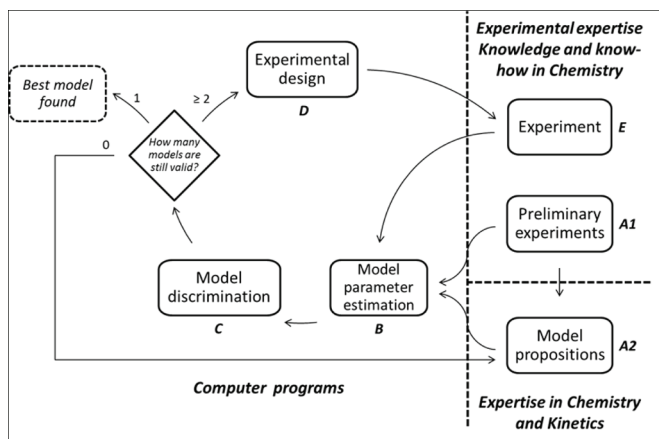 Experimental expertise
Knowledge and know-
how in Chemistry
Experimental
design
D
Best model
found
1
≥ 2
How many
models are
still valid?
0
Experiment
E
Preliminary
experiments
A1
Model
discrimination
C
Model
parameter
estimation
B
Model
propositions
A2
Computer programs
Expertise in Chemistry
and Kinetics